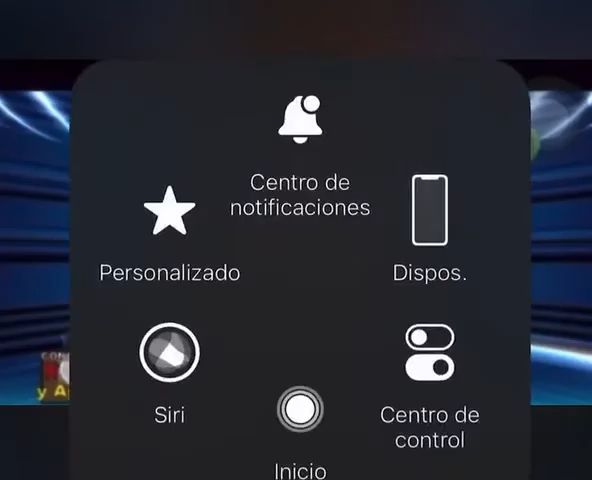 Centro de
notificaciones
Personalizado
Dispos.
Siri
Centro de
control
Inicio
y A